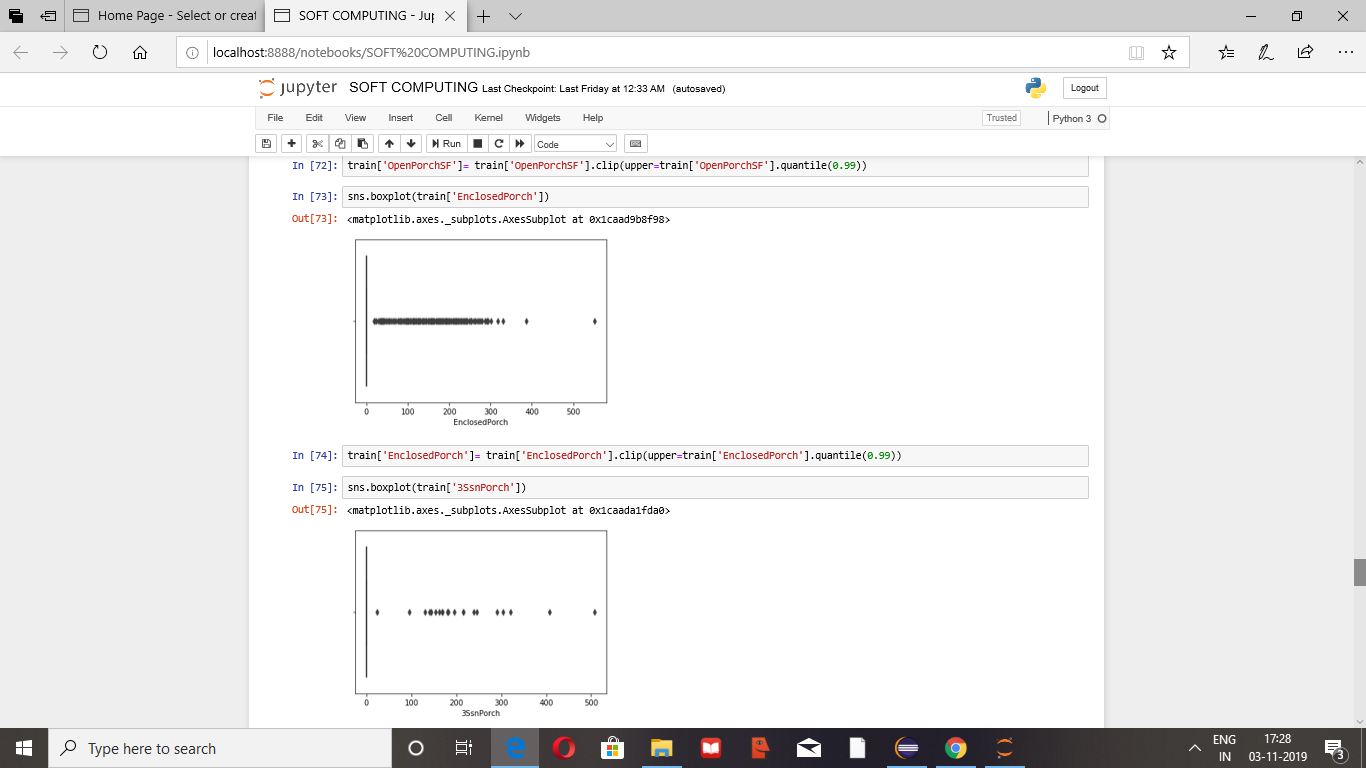 Home Page - Select or creat
SOFT COMPUTING - Jup
localhost:8888/notebooks/SOFT%20COMPUTING.ipynb
jupyter SOFT COMPUTING Last Checkpoint: Last Friday at 12:33 AM (autosaved)
Logout
File Edit View Insert Cell Kernel Widgets Help
Trusted
Python 3
Run
Code
In [72]: train['OpenPorchSF']= train['OpenPorchSF'].clip(upper=train['OpenPorchSF'].quantile(0.99))
In [73]: sns.boxplot(train['EnclosedPorch'])
Out[73]: <matplotlib.axes._subplots.AxesSubplot at 0x1caad9b8f98>
0 100 200 300 400 500
EnclosedPorch
In [74]: train['EnclosedPorch']= train['EnclosedPorch'].clip(upper=train['EnclosedPorch'].quantile(0.99))
In [75]: sns.boxplot(train['3SsnPorch'])
Out[75]: <matplotlib.axes._subplots.AxesSubplot at 0x1caada1fda0>
0 100 200 300 400 500
3SsnPorch
Type here to search
ENG
IN
17:28
03-11-2019
3